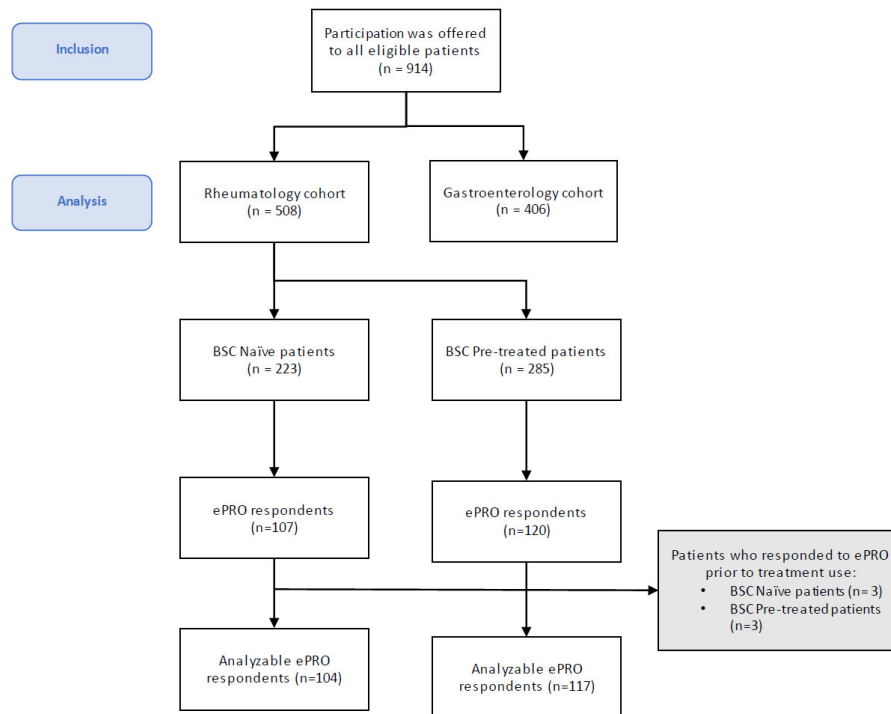 Inclusion
Participation was offered
to all eligible patients
(n = 914)
Analysis
Rheumatology cohort
(n = 508)
Gastroenterology cohort
(n = 406)
BSC Naïve patients
(n = 223)
BSC Pre-treated patients
(n = 285)
ePRO respondents
(n=107)
ePRO respondents
(n=120)
Patients who responded to ePRO
prior to treatment use:
• BSC Naïve patients (n= 3)
• BSC Pre-treated patients
(n=3)
Analyzable ePRO
respondents (n=104)
Analyzable ePRO
respondents (n=117)